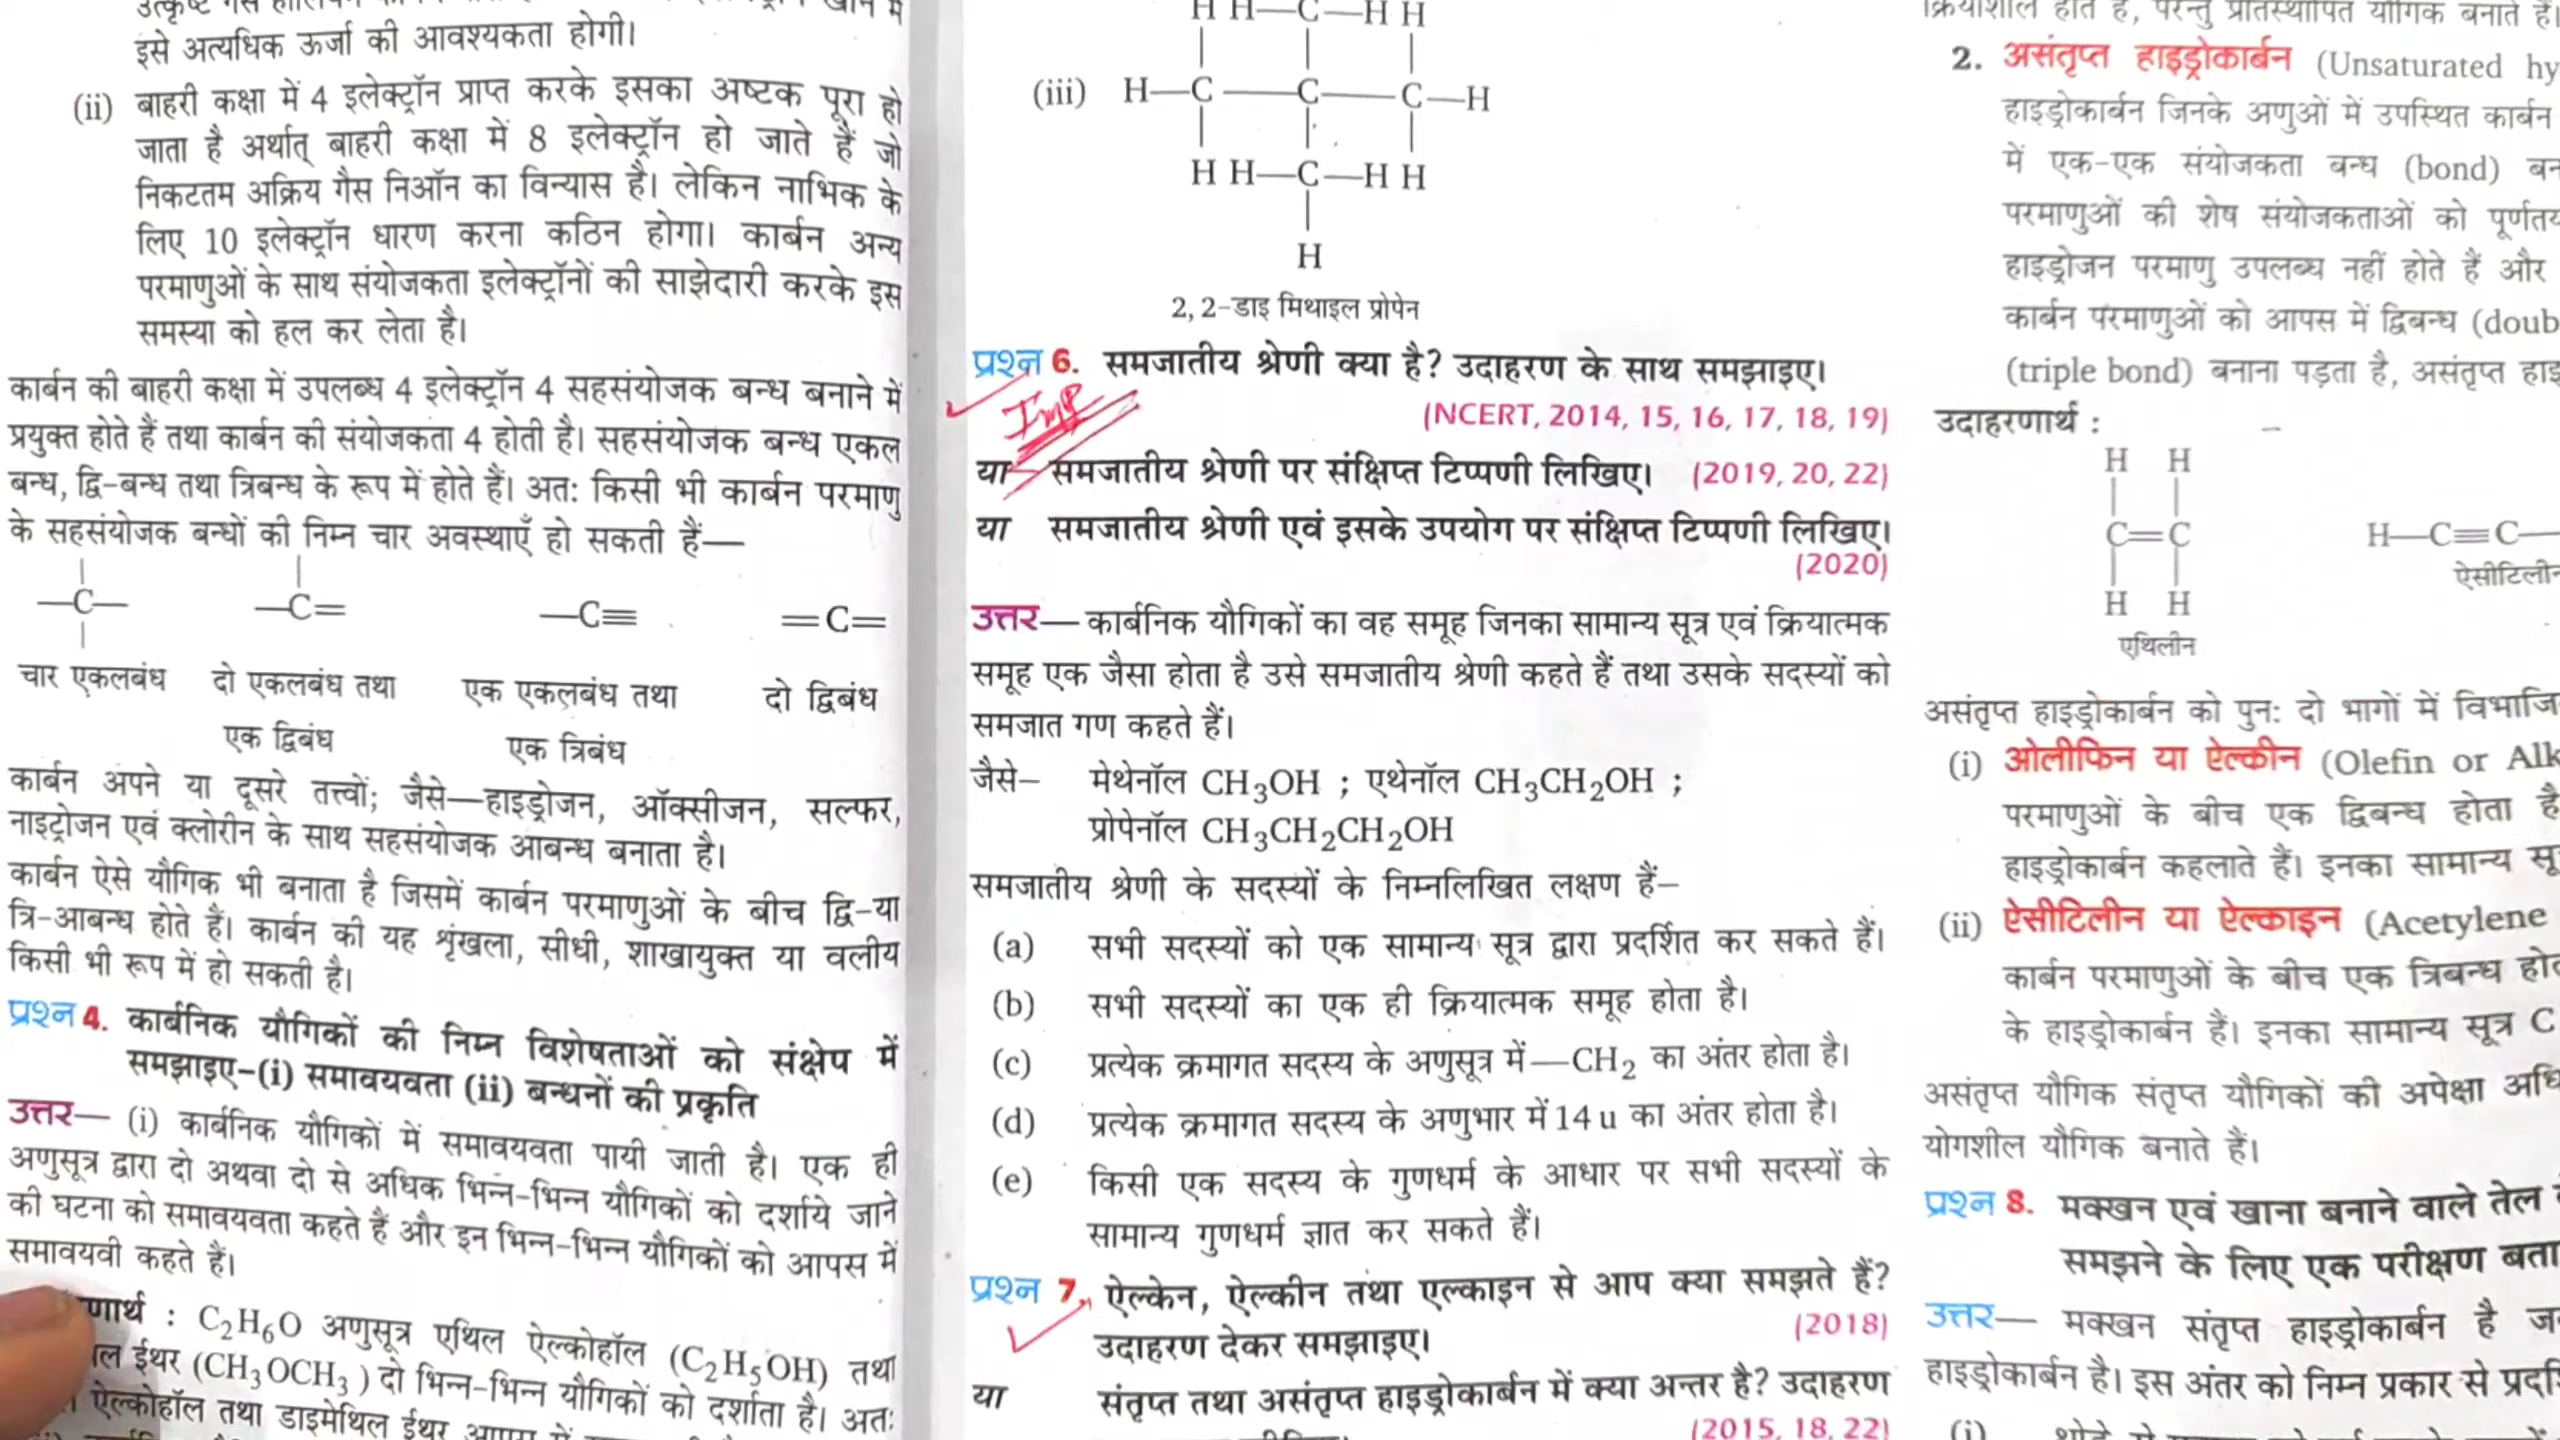 इसे अत्यधिक ऊर्जा की आवश्यकता होगी।
(ii) बाहरी कक्षा में 4 इलेक्ट्रॉन प्राप्त करके इसका अष्टक पूरा हो
जाता है अर्थात् बाहरी कक्षा में 8 इलेक्ट्रॉन हो जाते हैं जो
निकटतम अक्रिय गैस निऑन का विन्यास है। लेकिन नाभिक के
लिए 10 इलेक्ट्रॉन धारण करना कठिन होगा। कार्बन अन्य
परमाणुओं के साथ संयोजकता इलेक्ट्रॉनों की साझेदारी करके इस
समस्या को हल कर लेता है।
कार्बन की बाहरी कक्षा में उपलब्ध 4 इलेक्ट्रॉन 4 सहसंयोजक बन्ध बनाने में
प्रयुक्त होते हैं तथा कार्बन की संयोजकता 4 होती है। सहसंयोजक बन्ध एकल
बन्ध, द्वि-बन्ध तथा त्रिबन्ध के रूप में होते हैं। अत: किसी भी कार्बन परमाणु
के सहसंयोजक बन्धों की निम्न चार अवस्थाएँ हो सकती हैं—
—C— —C= —C≡ =C=
चार एकलबंध दो एकलबंध तथा एक एकलबंध तथा दो द्विबंध
एक द्विबंध एक त्रिबंध
कार्बन अपने या दूसरे तत्त्वों; जैसे—हाइड्रोजन, ऑक्सीजन, सल्फर,
नाइट्रोजन एवं क्लोरीन के साथ सहसंयोजक आबन्ध बनाता है।
कार्बन ऐसे यौगिक भी बनाता है जिसमें कार्बन परमाणुओं के बीच द्वि-या
त्रि-आबन्ध होते हैं। कार्बन की यह शृंखला, सीधी, शाखायुक्त या वलीय
किसी भी रूप में हो सकती है।
प्रश्न 4. कार्बनिक यौगिकों की निम्न विशेषताओं को संक्षेप में
समझाइए-(i) समावयवता (ii) बन्धनों की प्रकृति
उत्तर— (i) कार्बनिक यौगिकों में समावयवता पायी जाती है। एक ही
अणुसूत्र द्वारा दो अथवा दो से अधिक भिन्न-भिन्न यौगिकों को दर्शाये जाने
की घटना को समावयवता कहते हैं और इन भिन्न-भिन्न यौगिकों को आपस में
समावयवी कहते हैं।
णार्थ : C₂H₆O अणुसूत्र एथिल ऐल्कोहॉल (C₂H₅OH) तथा
ल ईथर (CH₃OCH₃) दो भिन्न-भिन्न यौगिकों को दर्शाता है। अत:
ऐल्कोहॉल तथा डाइमेथिल ईथर आपस में
H H—C—H H
(iii) H—C—C—C—H
H H—C—H H
H
2, 2-डाइ मिथाइल प्रोपेन
प्रश्न 6. समजातीय श्रेणी क्या है? उदाहरण के साथ समझाइए।
Imp
(NCERT, 2014, 15, 16, 17, 18, 19)
या समजातीय श्रेणी पर संक्षिप्त टिप्पणी लिखिए। (2019, 20, 22)
या समजातीय श्रेणी एवं इसके उपयोग पर संक्षिप्त टिप्पणी लिखिए।
(2020)
उत्तर— कार्बनिक यौगिकों का वह समूह जिनका सामान्य सूत्र एवं क्रियात्मक
समूह एक जैसा होता है उसे समजातीय श्रेणी कहते हैं तथा उसके सदस्यों को
समजात गण कहते हैं।
जैसे– मेथेनॉल CH₃OH ; एथेनॉल CH₃CH₂OH ;
प्रोपेनॉल CH₃CH₂CH₂OH
समजातीय श्रेणी के सदस्यों के निम्नलिखित लक्षण हैं–
(a) सभी सदस्यों को एक सामान्य सूत्र द्वारा प्रदर्शित कर सकते हैं।
(b) सभी सदस्यों का एक ही क्रियात्मक समूह होता है।
(c) प्रत्येक क्रमागत सदस्य के अणुसूत्र में —CH₂ का अंतर होता है।
(d) प्रत्येक क्रमागत सदस्य के अणुभार में 14 u का अंतर होता है।
(e) किसी एक सदस्य के गुणधर्म के आधार पर सभी सदस्यों के
सामान्य गुणधर्म ज्ञात कर सकते हैं।
प्रश्न 7. ऐल्केन, ऐल्कीन तथा एल्काइन से आप क्या समझते हैं?
उदाहरण देकर समझाइए। (2018)
या संतृप्त तथा असंतृप्त हाइड्रोकार्बन में क्या अन्तर है? उदाहरण
(2015, 18, 22)
क्रियाशील होते है, परन्तु प्रतिस्थापित यौगिक बनाते हैं।
2. असंतृप्त हाइड्रोकार्बन (Unsaturated hy
हाइड्रोकार्बन जिनके अणुओं में उपस्थित कार्बन
में एक-एक संयोजकता बन्ध (bond) बन
परमाणुओं की शेष संयोजकताओं को पूर्णतय
हाइड्रोजन परमाणु उपलब्ध नहीं होते हैं और
कार्बन परमाणुओं को आपस में द्विबन्ध (doub
(triple bond) बनाना पड़ता है, असंतृप्त हाइ
उदाहरणार्थ :
H H
C=C H—C≡C—
H H ऐसीटिलीन
एथिलीन
असंतृप्त हाइड्रोकार्बन को पुन: दो भागों में विभाजि
(i) ओलीफिन या ऐल्कीन (Olefin or Alk
परमाणुओं के बीच एक द्विबन्ध होता है
हाइड्रोकार्बन कहलाते हैं। इनका सामान्य सू
(ii) ऐसीटिलीन या ऐल्काइन (Acetylene
कार्बन परमाणुओं के बीच एक त्रिबन्ध होत
के हाइड्रोकार्बन हैं। इनका सामान्य सूत्र C
असंतृप्त यौगिक संतृप्त यौगिकों की अपेक्षा अधि
योगशील यौगिक बनाते हैं।
प्रश्न 8. मक्खन एवं खाना बनाने वाले तेल
समझने के लिए एक परीक्षण बता
उत्तर— मक्खन संतृप्त हाइड्रोकार्बन है ज
हाइड्रोकार्बन है। इस अंतर को निम्न प्रकार से प्रदर्शि
(i)